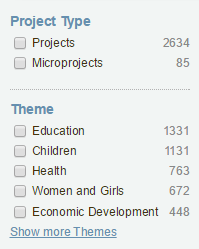 Project Type
Projects 2634
Microprojects 85
Theme
Education 1331
Children 1131
Health 763
Women and Girls 672
Economic Development 448
Show more Themes